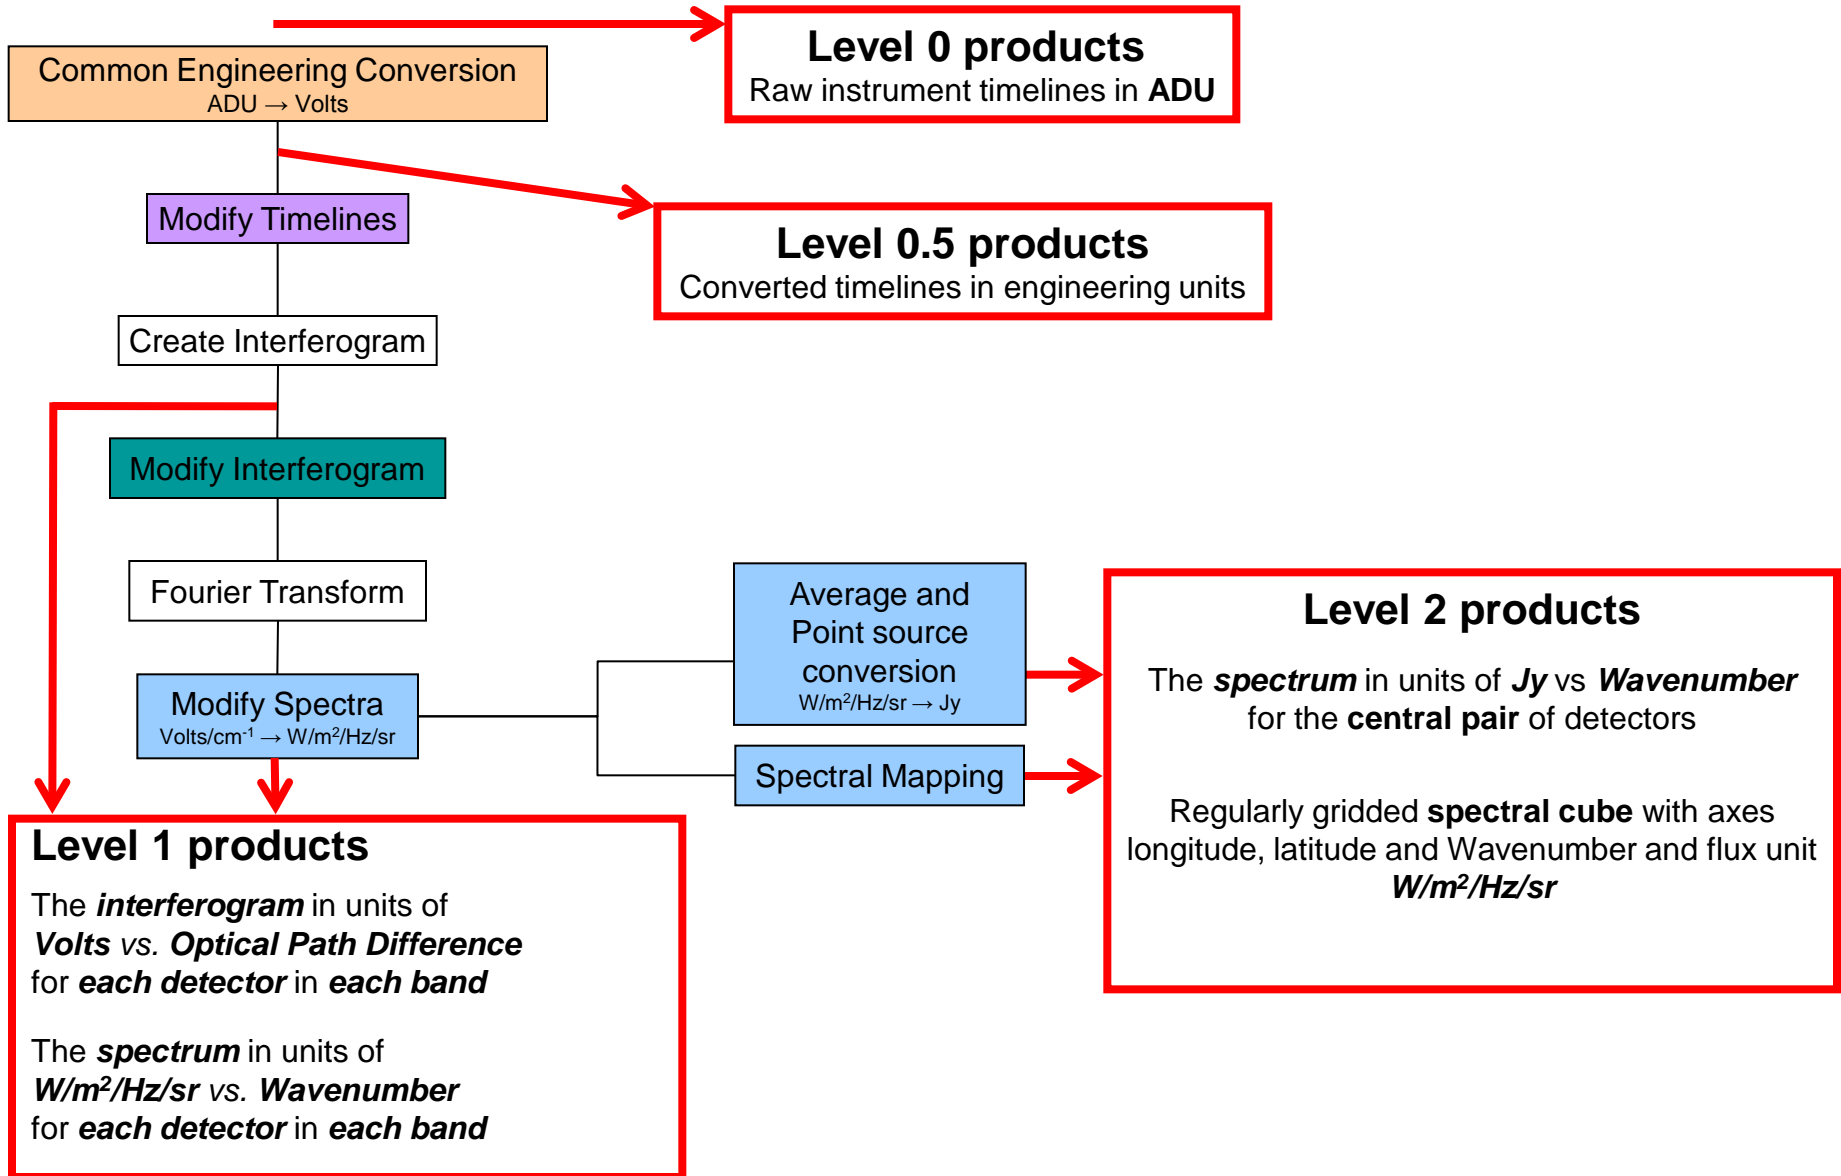 Common Engineering Conversion
ADU → Volts
Level 0 products
Raw instrument timelines in ADU
Modify Timelines
Level 0.5 products
Converted timelines in engineering units
Create Interferogram
Modify Interferogram
Fourier Transform
Modify Spectra
Volts/cm⁻¹ → W/m²/Hz/sr
Average and
Point source
conversion
W/m²/Hz/sr → Jy
Spectral Mapping
Level 2 products
The spectrum in units of Jy vs Wavenumber
for the central pair of detectors
Regularly gridded spectral cube with axes
longitude, latitude and Wavenumber and flux unit
W/m²/Hz/sr
Level 1 products
The interferogram in units of
Volts vs. Optical Path Difference
for each detector in each band
The spectrum in units of
W/m²/Hz/sr vs. Wavenumber
for each detector in each band